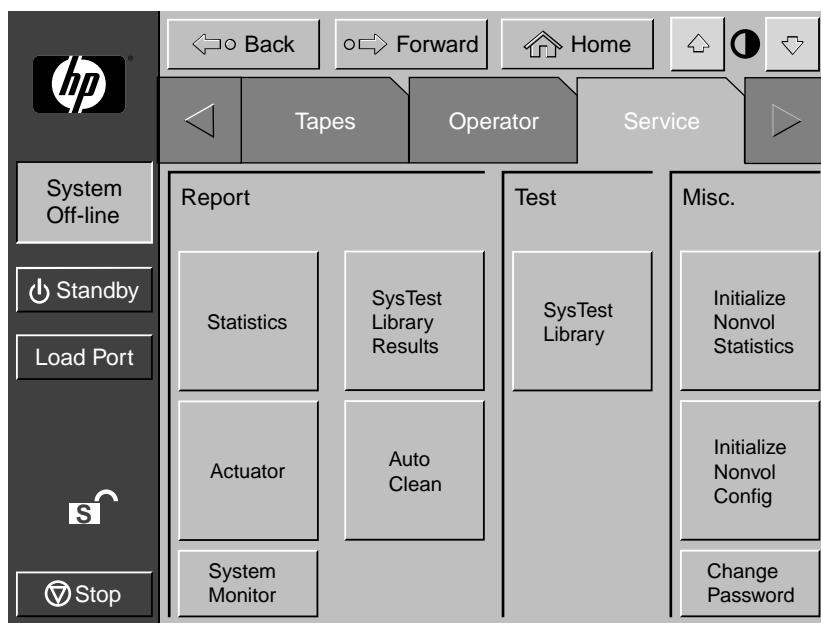 Back
Forward
Home
hp
Tapes
Operator
Service
System
Off-line
Standby
Load Port
S
Stop
Report
Statistics
SysTest
Library
Results
Actuator
Auto
Clean
System
Monitor
Test
SysTest
Library
Misc.
Initialize
Nonvol
Statistics
Initialize
Nonvol
Config
Change
Password